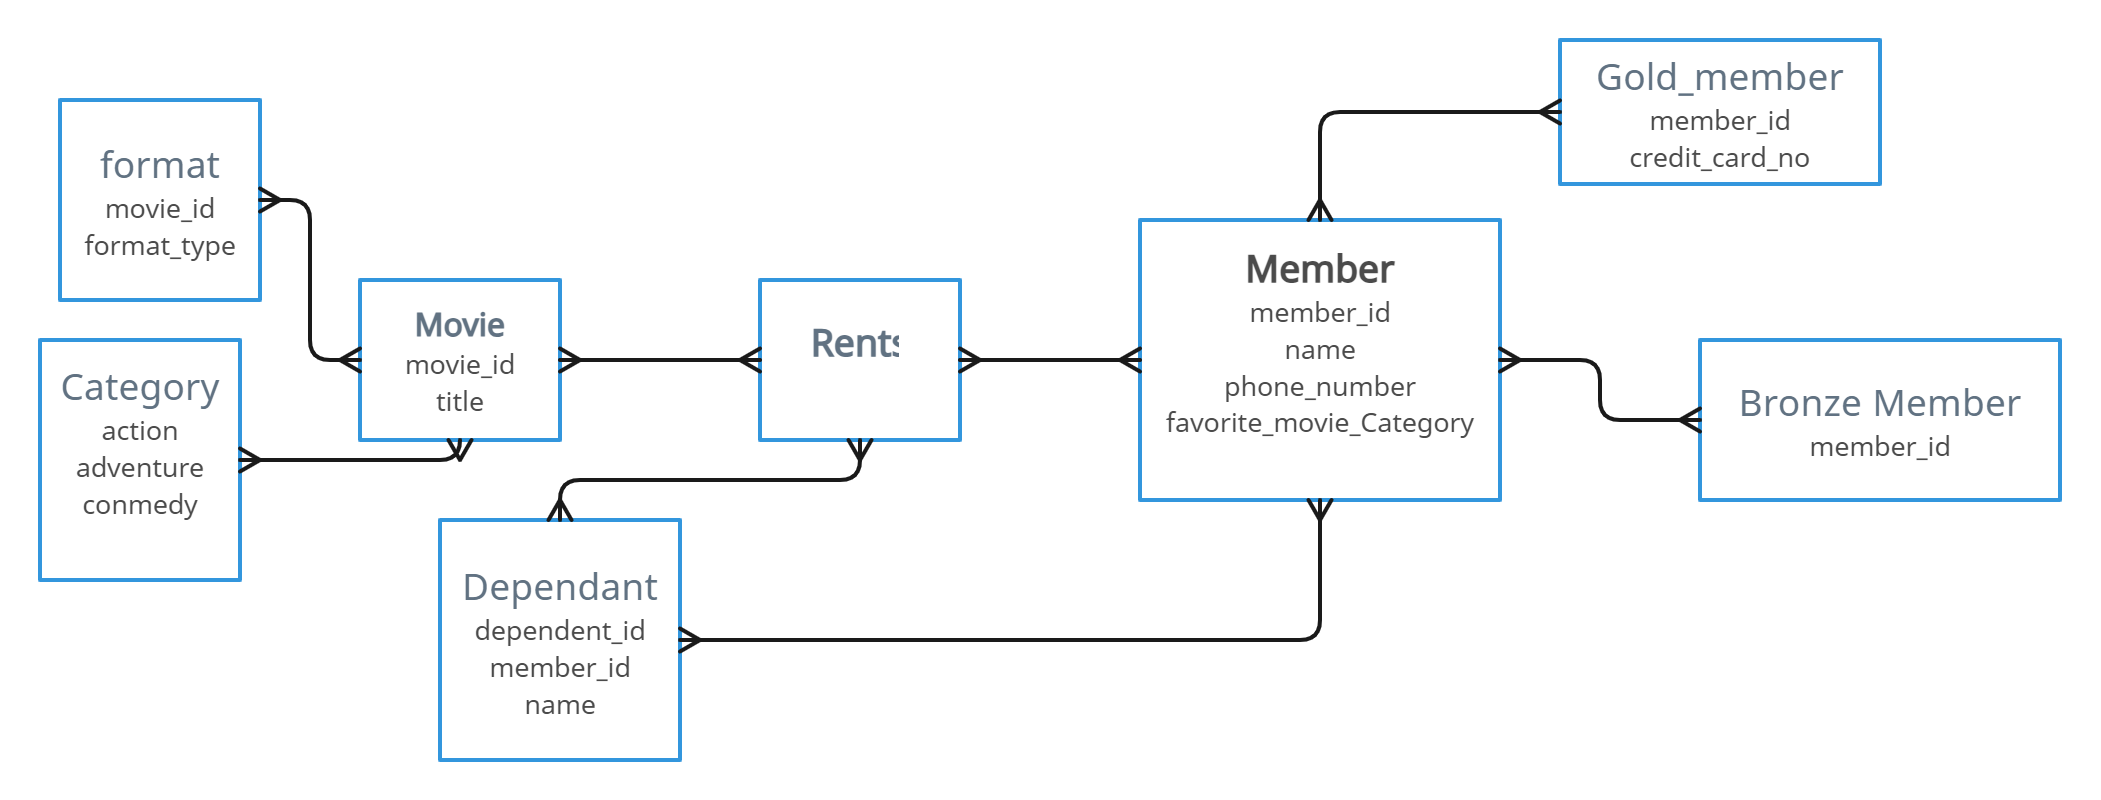 format
movie_id
format_type
Category
action
adventure
conmedy
Movie
movie_id
title
Rents
Dependant
dependent_id
member_id
name
Member
member_id
name
phone_number
favorite_movie_Category
Gold_member
member_id
credit_card_no
Bronze Member
member_id